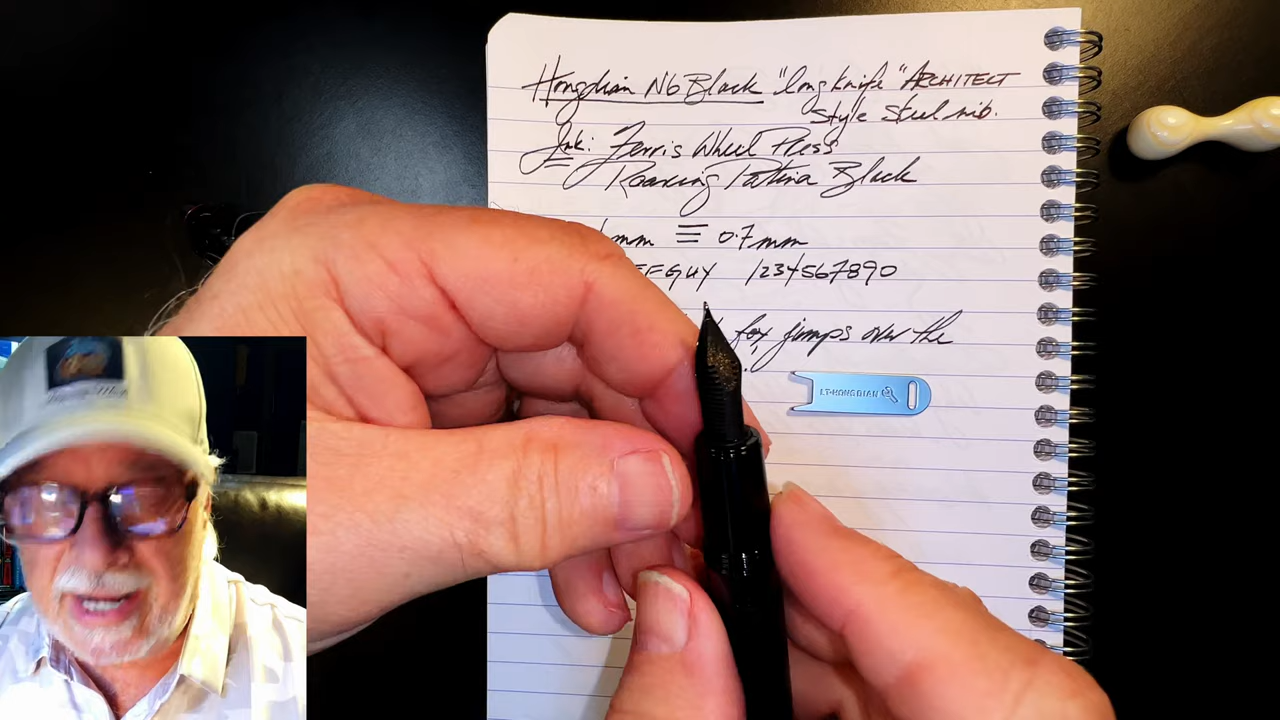 Hongdian N6 Black "long knife" ARCHITECT
Style Steel nib.
Ink: Ferris Wheel Press
Roaring Patina Black
mm ≡ 0.7mm
EFGUY 1234567890
fox jumps over the
LT-HONGDIAN